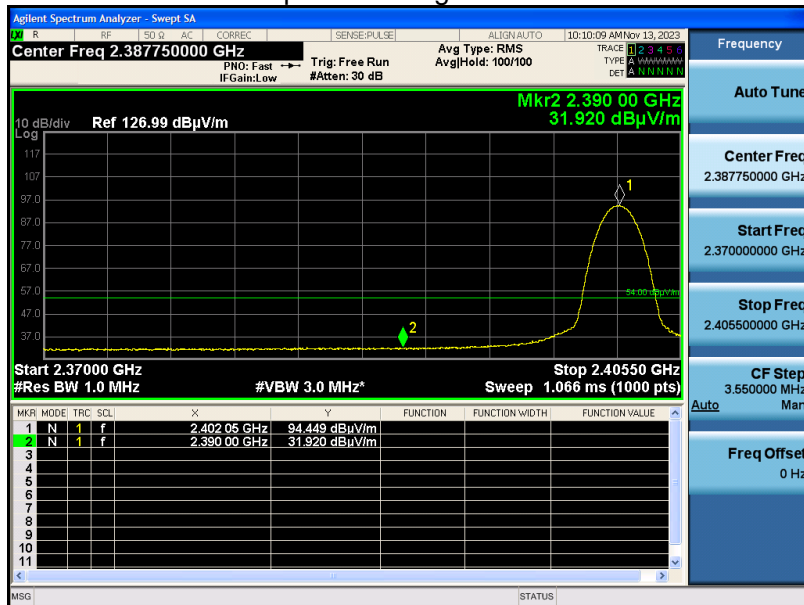 Agilent Spectrum Analyzer - Swept SA
LXI R RF 50 Ω AC CORREC SENSE:PULSE ALIGN AUTO 10:10:09 AM Nov 13, 2023
Center Freq 2.387750000 GHz
PNO: Fast
IFGain:Low
Trig: Free Run
#Atten: 30 dB
Avg Type: RMS
Avg|Hold: 100/100
TRACE 1 2 3 4 5 6
TYPE A WWWWW
DET A N N N N N
Mkr2 2.390 00 GHz
31.920 dBµV/m
10 dB/div Ref 126.99 dBµV/m
Log
117
107
97.0
87.0
77.0
67.0
57.0
47.0
37.0
1
54.00 dBµV/m
2
Start 2.37000 GHz Stop 2.40550 GHz
#Res BW 1.0 MHz #VBW 3.0 MHz* Sweep 1.066 ms (1000 pts)
MKR MODE TRC SCL X Y FUNCTION FUNCTION WIDTH FUNCTION VALUE
1 N 1 f 2.402 05 GHz 94.449 dBµV/m
2 N 1 f 2.390 00 GHz 31.920 dBµV/m
3
4
5
6
7
8
9
10
11
MSG STATUS
Frequency
Auto Tune
Center Freq
2.387750000 GHz
Start Freq
2.370000000 GHz
Stop Freq
2.405500000 GHz
CF Step
3.550000 MHz
Auto Man
Freq Offset
0 Hz